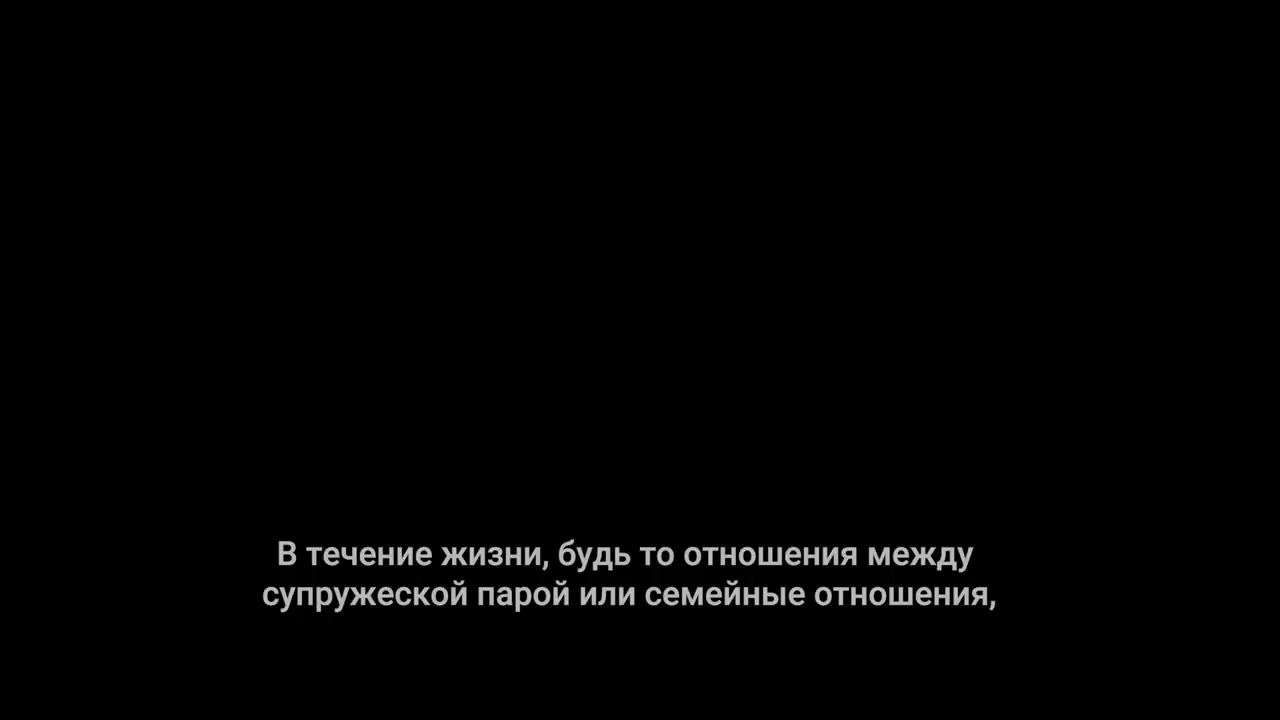 В течение жизни, будь то отношения между
супружеской парой или семейные отношения,